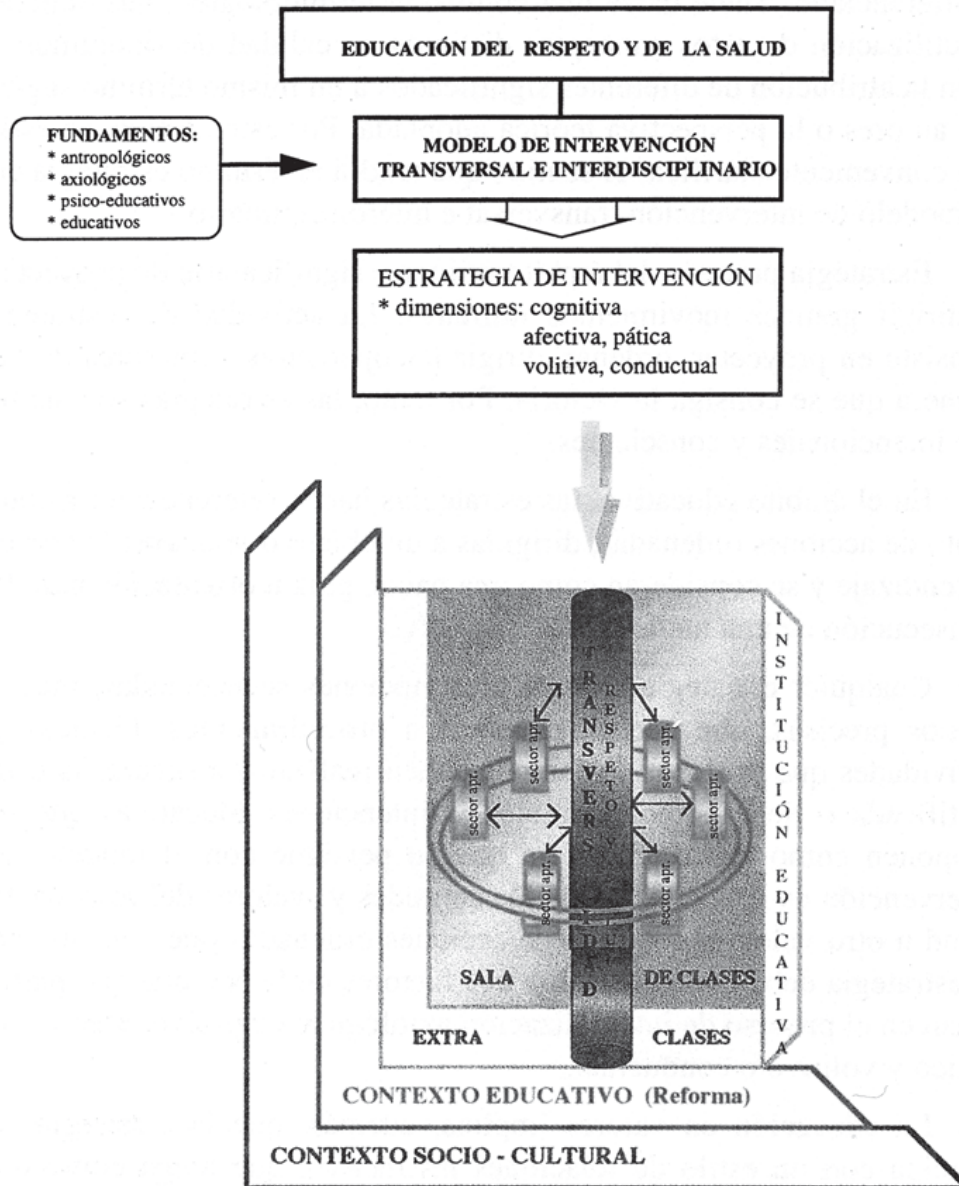 EDUCACIÓN DEL RESPETO Y DE LA SALUD
FUNDAMENTOS:
* antropológicos
* axiológicos
* psico-educativos
* educativos
MODELO DE INTERVENCIÓN
TRANSVERSAL E INTERDISCIPLINARIO
ESTRATEGIA DE INTERVENCIÓN
* dimensiones: cognitiva
afectiva, pática
volitiva, conductual
TRANSVERSALIDAD
RESPETO Y
sector apr.
sector apr.
sector apr.
sector apr.
sector apr.
sector apr.
INSTITUCIÓN EDUCATIVA
SALA
DE CLASES
EXTRA
CLASES
CONTEXTO EDUCATIVO (Reforma)
CONTEXTO SOCIO - CULTURAL